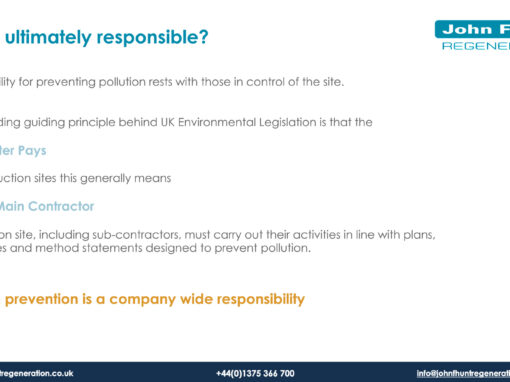 ultimately responsible?
John F
REGENE
ility for preventing pollution rests with those in control of the site.
ding guiding principle behind UK Environmental Legislation is that the
ter Pays
uction sites this generally means
Main Contractor
on site, including sub-contractors, must carry out their activities in line with plans,
es and method statements designed to prevent pollution.
prevention is a company wide responsibility
tregeneration.co.uk
+44(0)1375 366 700
info@johnfhuntregenerati